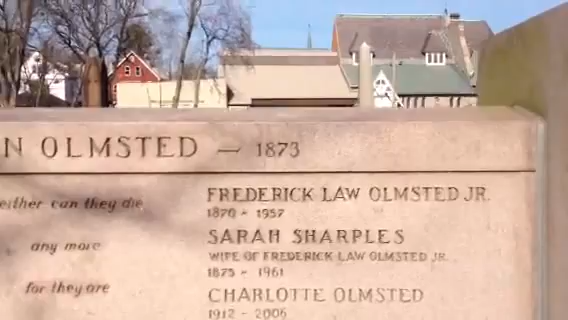 N OLMSTED — 1873
either can they die
any more
for they are
FREDERICK LAW OLMSTED JR.
1870 - 1957
SARAH SHARPLES
WIFE OF FREDERICK LAW OLMSTED JR.
1875 - 1961
CHARLOTTE OLMSTED
1912 - 2006